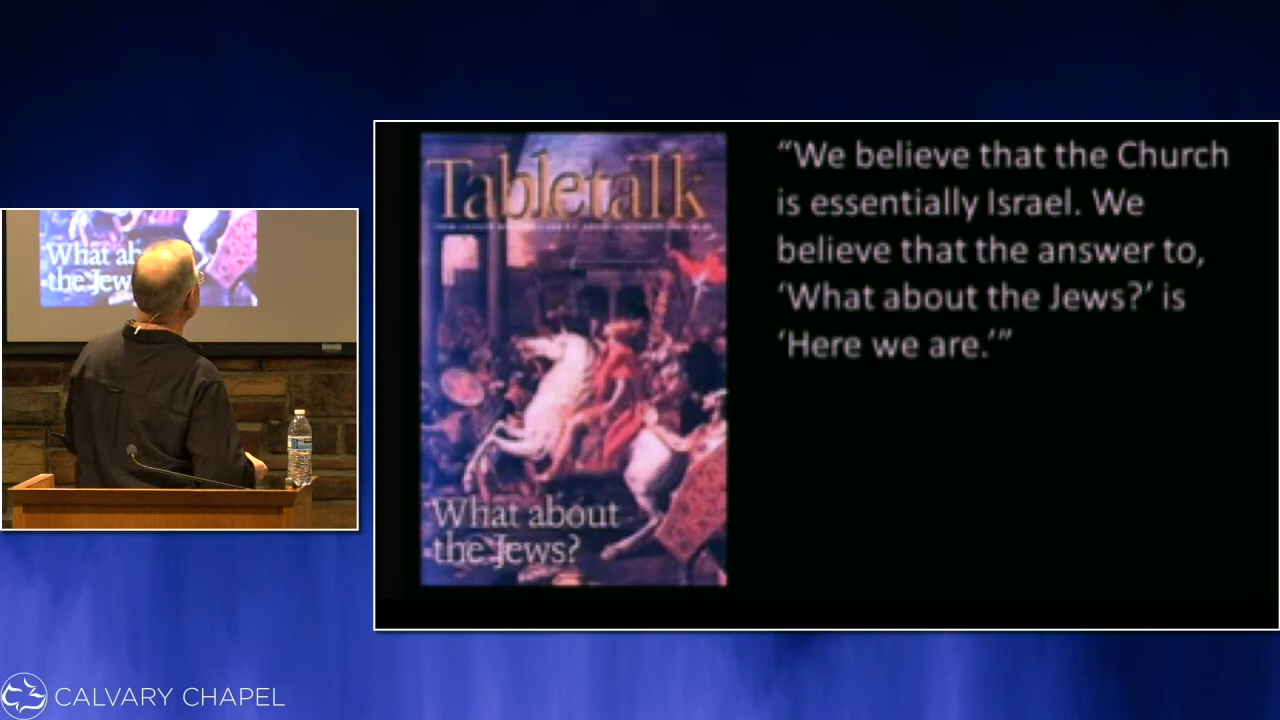 Tabletalk
What about
the Jews?
“We believe that the Church
is essentially Israel. We
believe that the answer to,
‘What about the Jews?’ is
‘Here we are.’”
What ab
the Jew
CALVARY CHAPEL